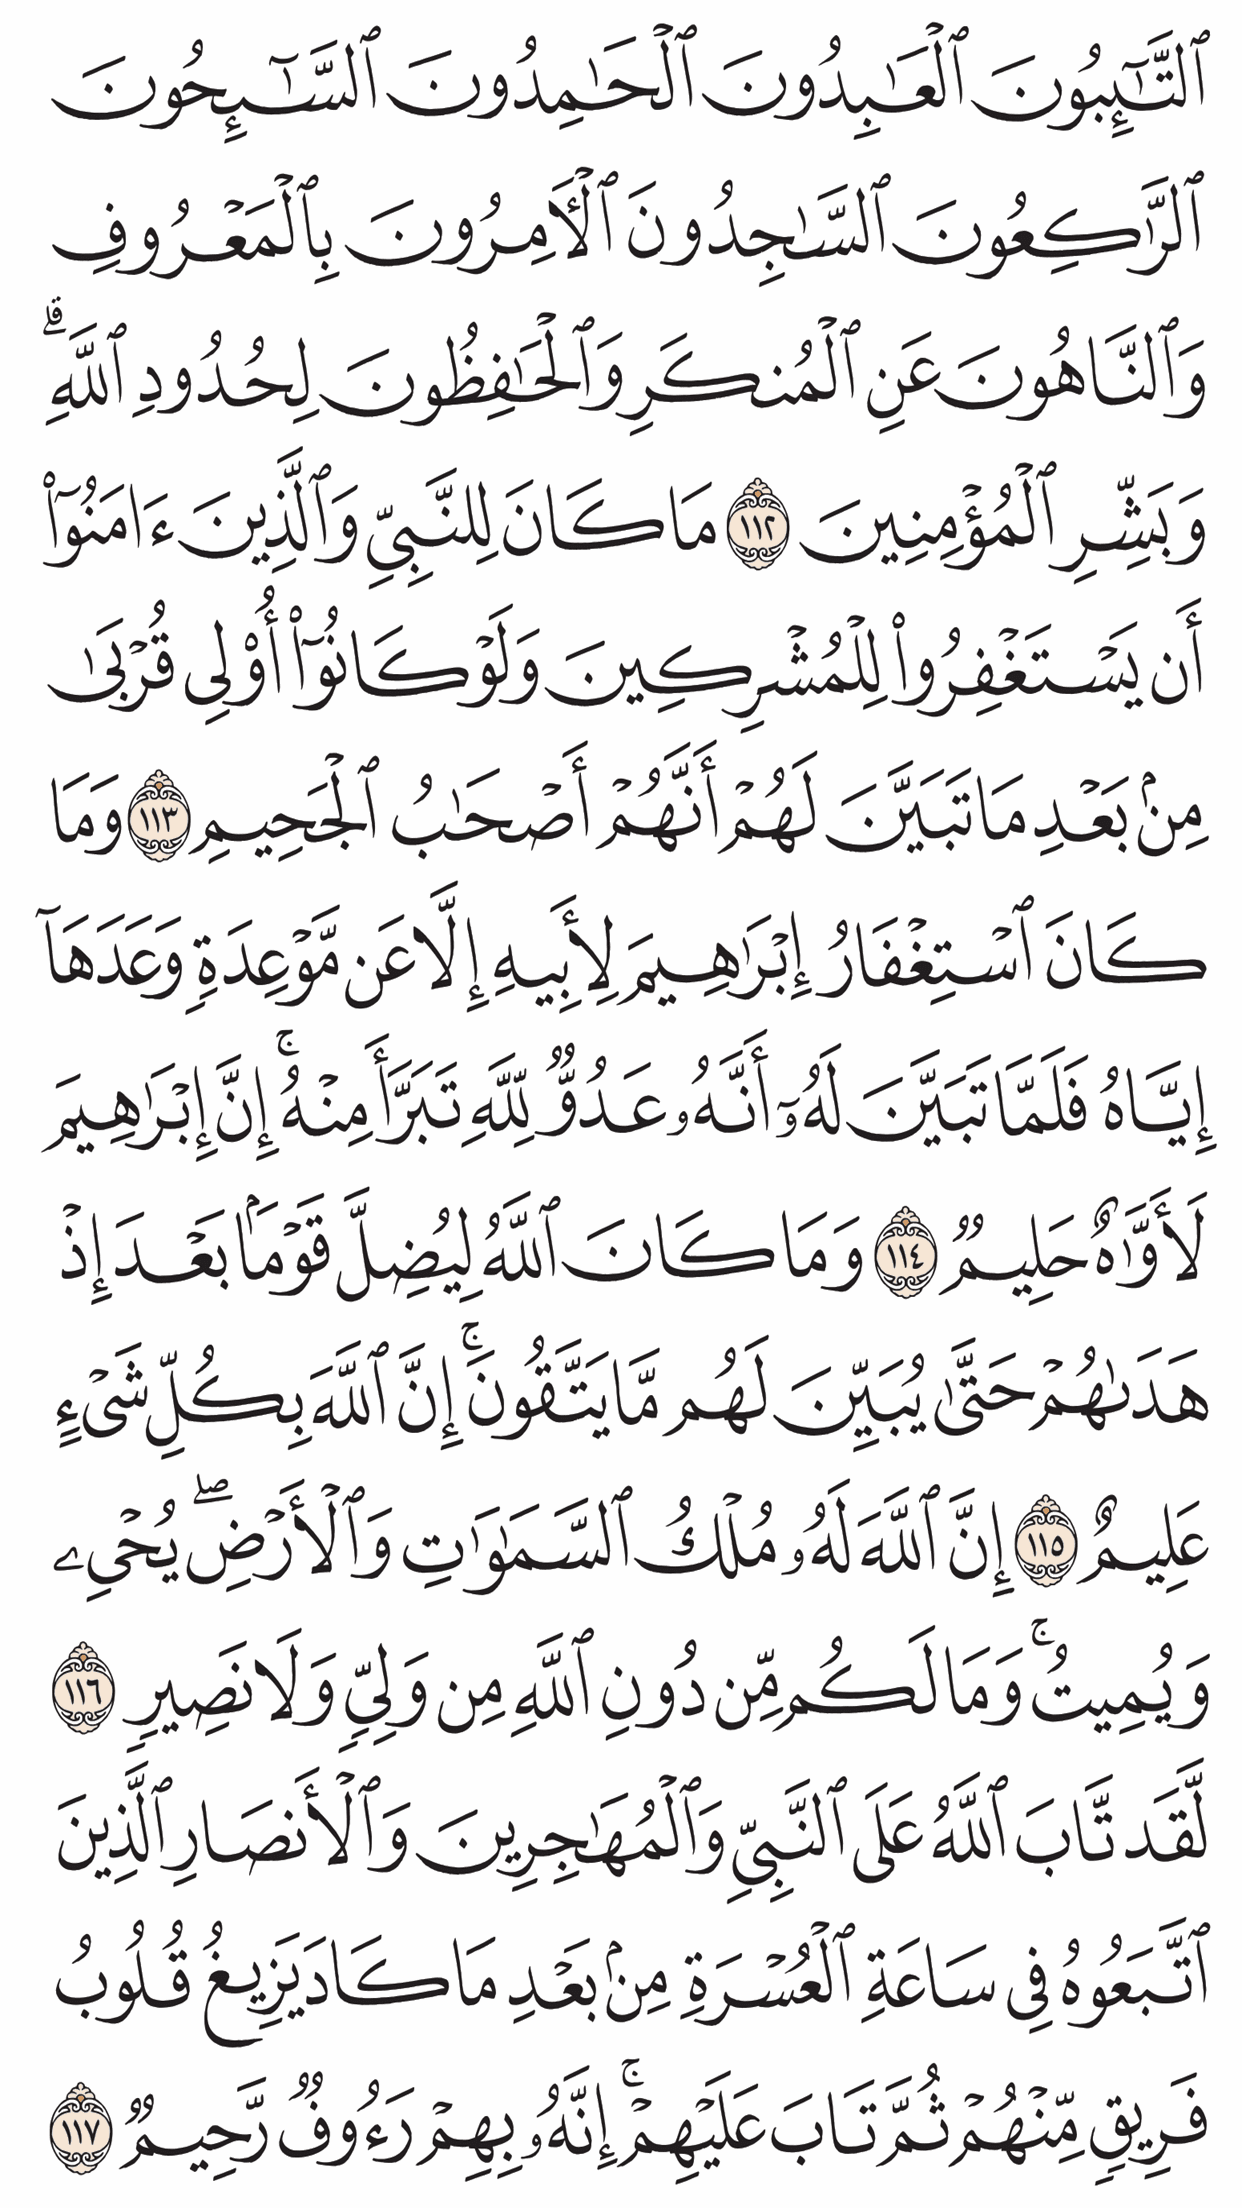 ٱلتَّـٰٓئِبُونَ ٱلْعَـٰبِدُونَ ٱلْحَـٰمِدُونَ ٱلسَّـٰٓئِحُونَ
ٱلرَّٰكِعُونَ ٱلسَّـٰجِدُونَ ٱلْـَٔامِرُونَ بِٱلْمَعْرُوفِ
وَٱلنَّاهُونَ عَنِ ٱلْمُنكَرِ وَٱلْحَـٰفِظُونَ لِحُدُودِ ٱللَّهِ ۗ
وَبَشِّرِ ٱلْمُؤْمِنِينَ ١١٢ مَا كَانَ لِلنَّبِىِّ وَٱلَّذِينَ ءَامَنُوٓا۟
أَن يَسْتَغْفِرُوا۟ لِلْمُشْرِكِينَ وَلَوْ كَانُوٓا۟ أُو۟لِى قُرْبَىٰ
مِنۢ بَعْدِ مَا تَبَيَّنَ لَهُمْ أَنَّهُمْ أَصْحَـٰبُ ٱلْجَحِيمِ ١١٣ وَمَا
كَانَ ٱسْتِغْفَارُ إِبْرَٰهِيمَ لِأَبِيهِ إِلَّا عَن مَّوْعِدَةٍ وَعَدَهَآ
إِيَّاهُ فَلَمَّا تَبَيَّنَ لَهُۥٓ أَنَّهُۥ عَدُوٌّ لِّلَّهِ تَبَرَّأَ مِنْهُ ۚ إِنَّ إِبْرَٰهِيمَ
لَأَوَّٰهٌ حَلِيمٌ ١١٤ وَمَا كَانَ ٱللَّهُ لِيُضِلَّ قَوْمًۢا بَعْدَ إِذْ
هَدَىٰهُمْ حَتَّىٰ يُبَيِّنَ لَهُم مَّا يَتَّقُونَ ۚ إِنَّ ٱللَّهَ بِكُلِّ شَىْءٍ
عَلِيمٌ ١١٥ إِنَّ ٱللَّهَ لَهُۥ مُلْكُ ٱلسَّمَـٰوَٰتِ وَٱلْأَرْضِ ۖ يُحْىِۦ
وَيُمِيتُ ۚ وَمَا لَكُم مِّن دُونِ ٱللَّهِ مِن وَلِىٍّ وَلَا نَصِيرٍ ١١٦
لَّقَد تَّابَ ٱللَّهُ عَلَى ٱلنَّبِىِّ وَٱلْمُهَـٰجِرِينَ وَٱلْأَنصَارِ ٱلَّذِينَ
ٱتَّبَعُوهُ فِى سَاعَةِ ٱلْعُسْرَةِ مِنۢ بَعْدِ مَا كَادَ يَزِيغُ قُلُوبُ
فَرِيقٍ مِّنْهُمْ ثُمَّ تَابَ عَلَيْهِمْ ۚ إِنَّهُۥ بِهِمْ رَءُوفٌ رَّحِيمٌ ١١٧